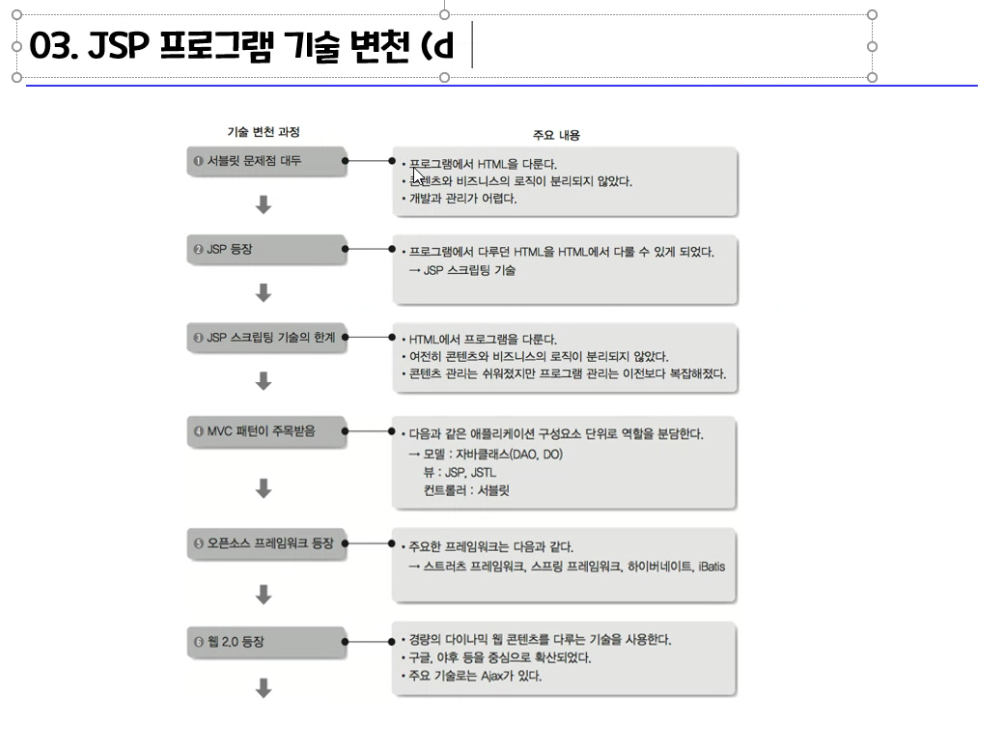 03. JSP 프로그램 기술 변천 (d
기술 변천 과정
주요 내용
❶ 서블릿 문제점 대두
• 프로그램에서 HTML을 다룬다.
• 콘텐츠와 비즈니스의 로직이 분리되지 않았다.
• 개발과 관리가 어렵다.
❷ JSP 등장
• 프로그램에서 다루던 HTML을 HTML에서 다룰 수 있게 되었다.
→ JSP 스크립팅 기술
❸ JSP 스크립팅 기술의 한계
• HTML에서 프로그램을 다룬다.
• 여전히 콘텐츠와 비즈니스의 로직이 분리되지 않았다.
• 콘텐츠 관리는 쉬워졌지만 프로그램 관리는 이전보다 복잡해졌다.
❹ MVC 패턴이 주목받음
• 다음과 같은 애플리케이션 구성요소 단위로 역할을 분담한다.
→ 모델 : 자바클래스(DAO, DO)
뷰 : JSP, JSTL
컨트롤러 : 서블릿
❺ 오픈소스 프레임워크 등장
• 주요한 프레임워크는 다음과 같다.
→ 스트러츠 프레임워크, 스프링 프레임워크, 하이버네이트, iBatis
❻ 웹 2.0 등장
• 경량의 다이나믹 웹 콘텐츠를 다루는 기술을 사용한다.
• 구글, 야후 등을 중심으로 확산되었다.
• 주요 기술로는 Ajax가 있다.